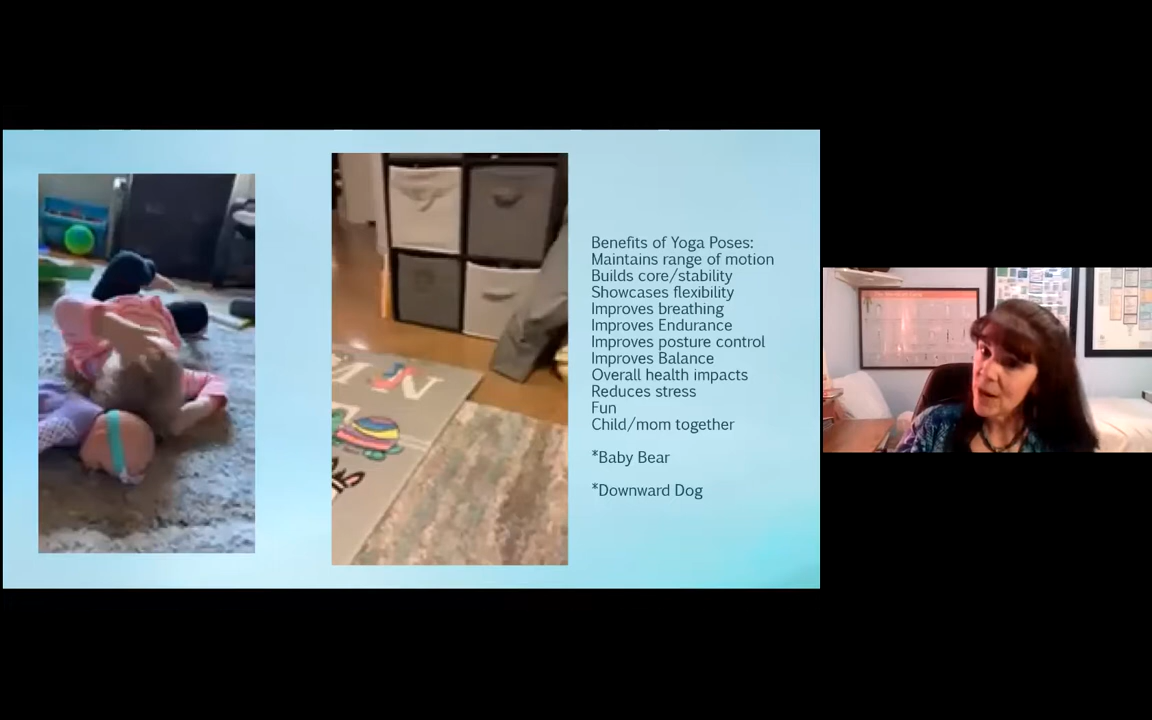 Benefits of Yoga Poses:
Maintains range of motion
Builds core/stability
Showcases flexibility
Improves breathing
Improves Endurance
Improves posture control
Improves Balance
Overall health impacts
Reduces stress
Fun
Child/mom together
*Baby Bear
*Downward Dog
N